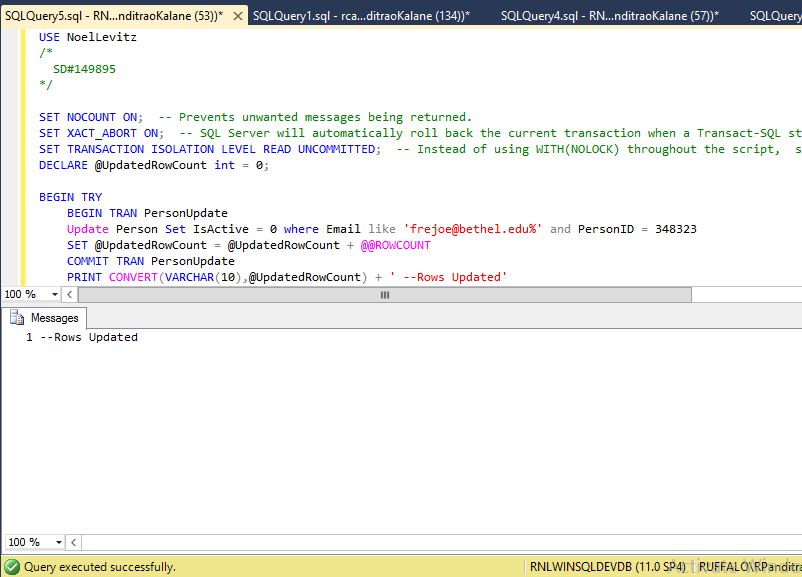 SQLQuery5.sql - RN...nditraoKalane (53))* SQLQuery1.sql - rca...ditraoKalane (134))* SQLQuery4.sql - RN...nditraoKalane (57))* SQLQuery
USE NoelLevitz
/*
SD#149895
*/
SET NOCOUNT ON; -- Prevents unwanted messages being returned.
SET XACT_ABORT ON; -- SQL Server will automatically roll back the current transaction when a Transact-SQL st
SET TRANSACTION ISOLATION LEVEL READ UNCOMMITTED; -- Instead of using WITH(NOLOCK) throughout the script, s
DECLARE @UpdatedRowCount int = 0;
BEGIN TRY
BEGIN TRAN PersonUpdate
Update Person Set IsActive = 0 where Email like 'frejoe@bethel.edu%' and PersonID = 348323
SET @UpdatedRowCount = @UpdatedRowCount + @@ROWCOUNT
COMMIT TRAN PersonUpdate
PRINT CONVERT(VARCHAR(10),@UpdatedRowCount) + ' --Rows Updated'
100 %
Messages
1 --Rows Updated
100 %
Query executed successfully. RNLWINSQLDEVDB (11.0 SP4)